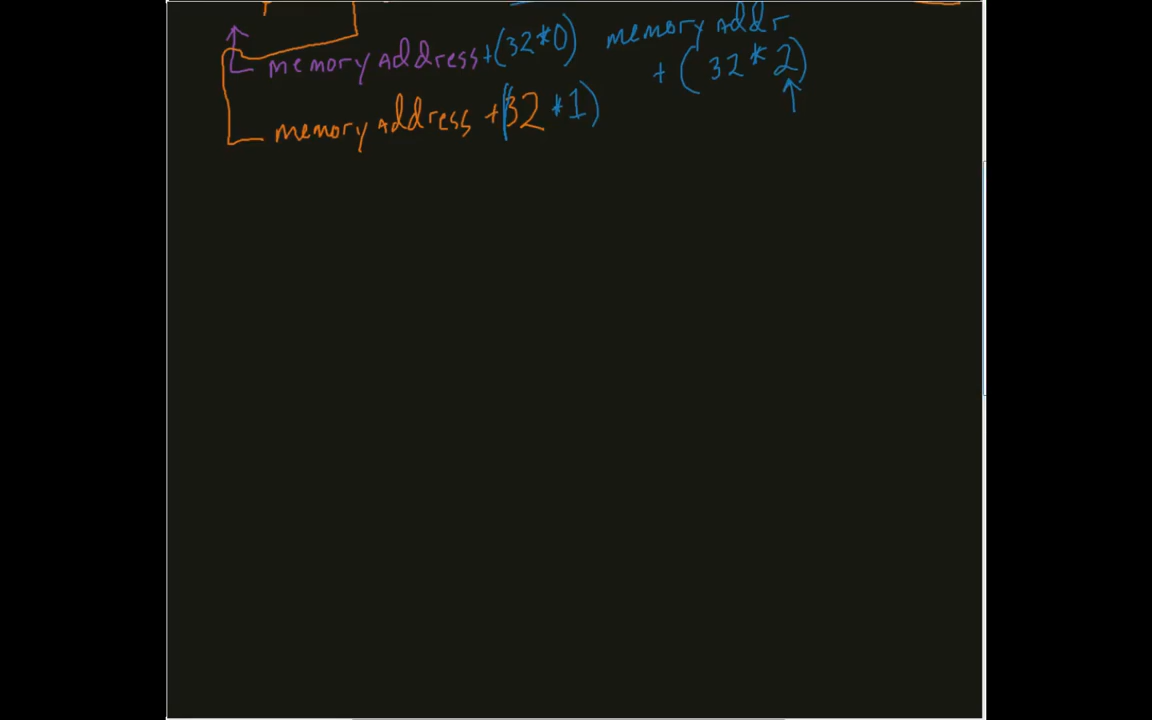 memory address + (32*0)
memory address + (32 * 1)
memory addr
+ (32 * 2)